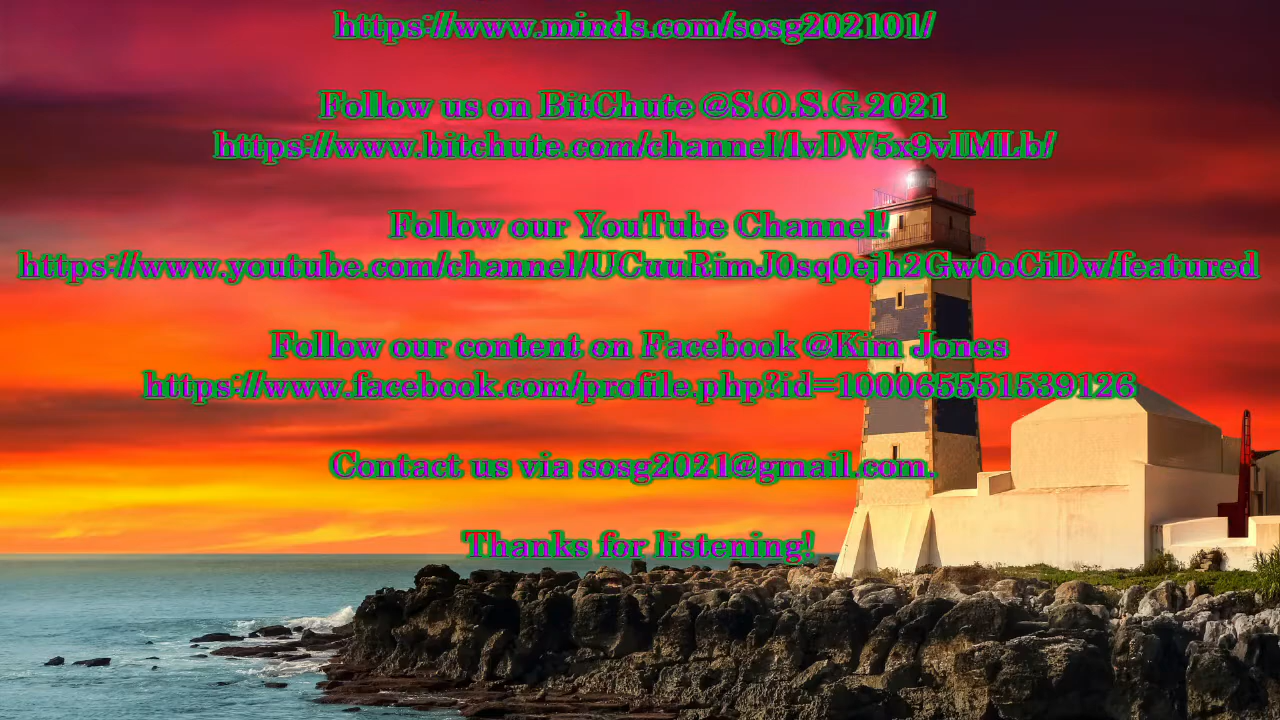 https://www.minds.com/sosg202101/
Follow us on BitChute @S.O.S.G.2021
https://www.bitchute.com/channel/lvDV5x9vIMLb/
Follow our YouTube Channel!
https://www.youtube.com/channel/UCuuRimJ0sq0ejh2Gw0oCiDw/featured
Follow our content on Facebook @Kim Jones
https://www.facebook.com/profile.php?id=100065551539126
Contact us via sosg2021@gmail.com.
Thanks for listening!